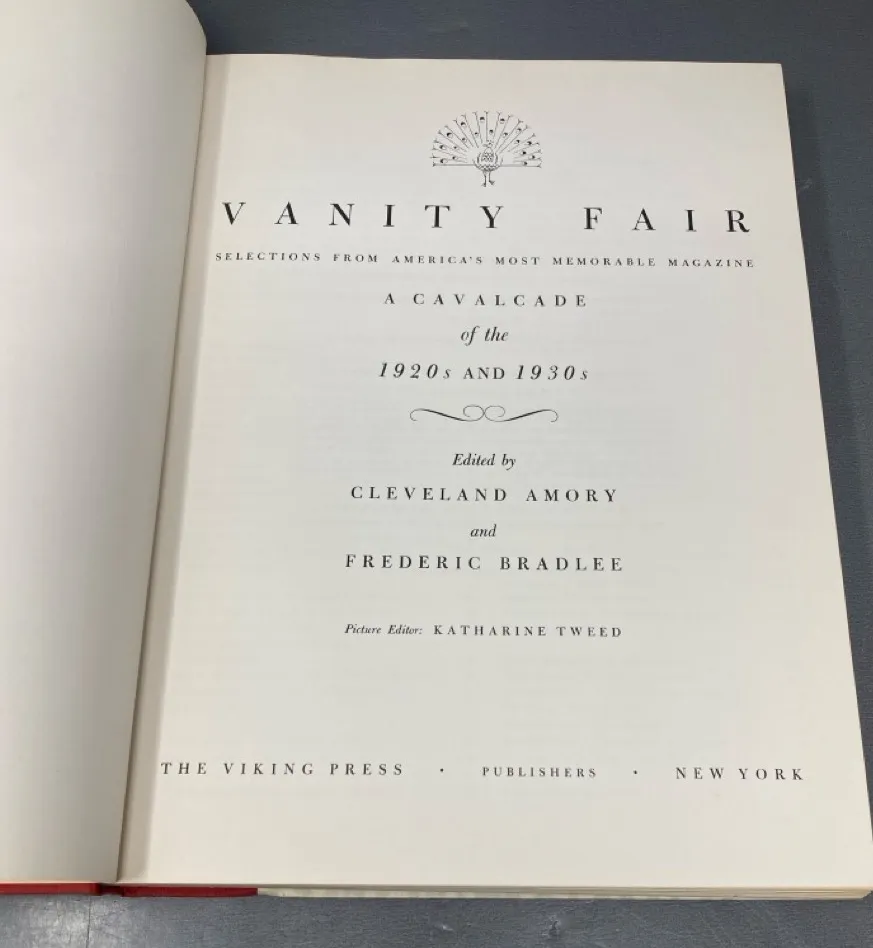 VANITY FAIR
SELECTIONS FROM AMERICA'S MOST MEMORABLE MAGAZINE
A CAVALCADE
of the
1920s AND 1930s
Edited by
CLEVELAND AMORY
and
FREDERIC BRADLEE
Picture Editor: KATHARINE TWEED
THE VIKING PRESS · PUBLISHERS · NEW YORK